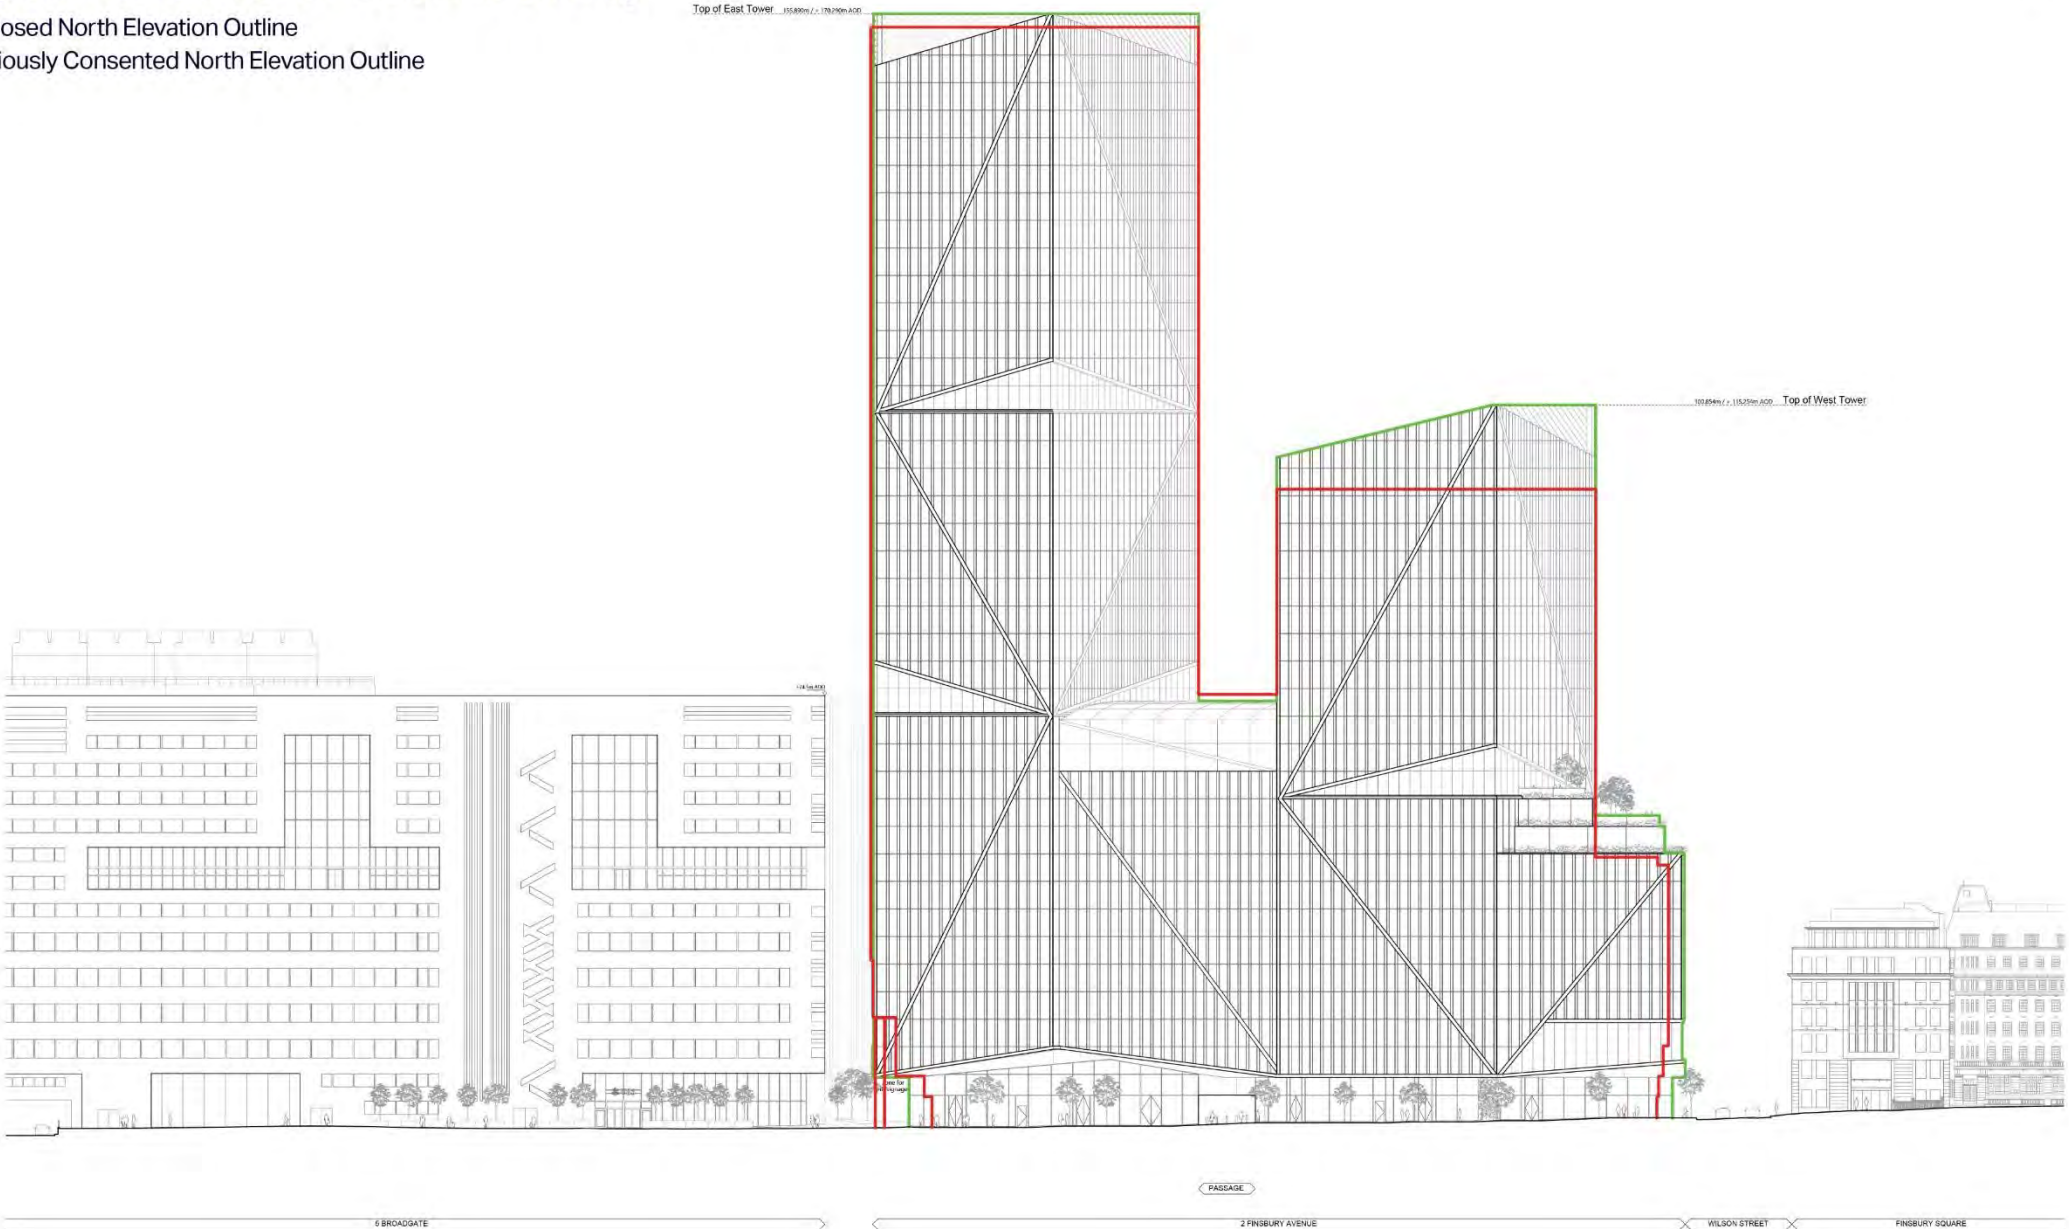 osed North Elevation Outline
iously Consented North Elevation Outline
Top of East Tower
Top of West Tower
PASSAGE
5 BROADGATE
2 FINSBURY AVENUE
WILSON STREET
FINSBURY SQUARE